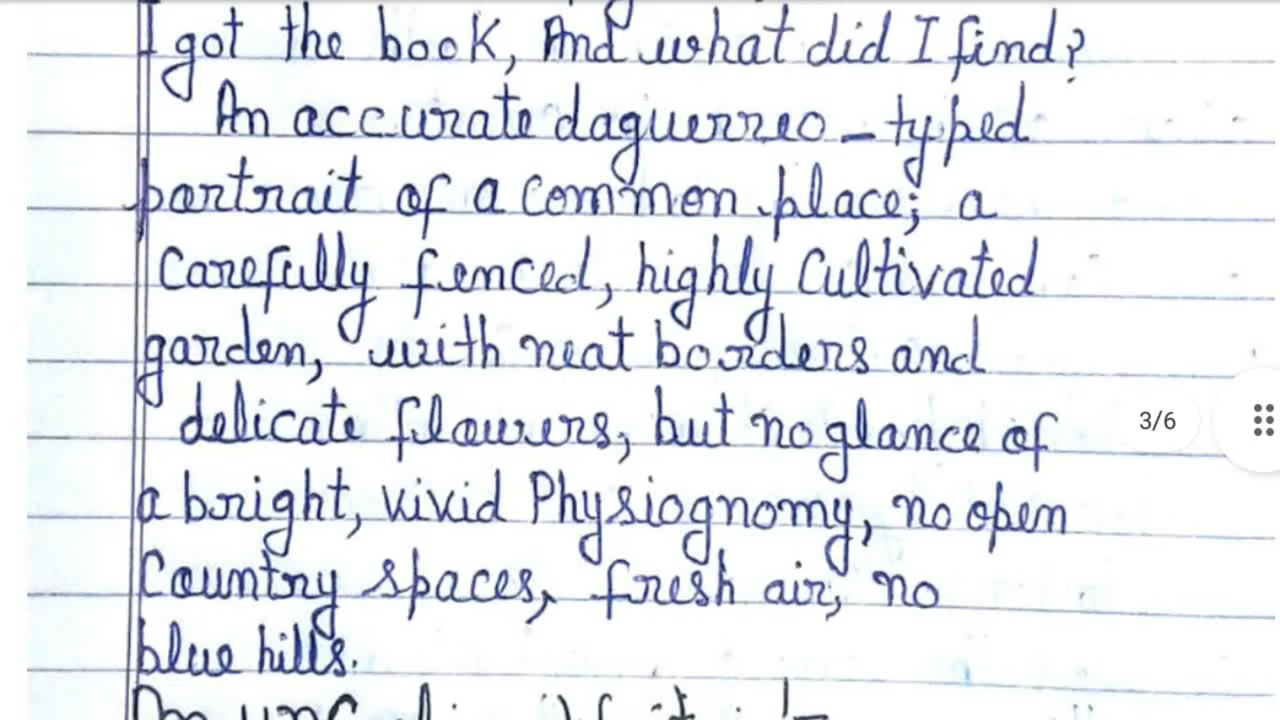 I got the book, And what did I find?
An accurate daguerreo-typed
portrait of a common place; a
Carefully fenced, highly Cultivated
garden, with neat borders and
delicate flowers, but no glance of
a bright, vivid Physiognomy, no open
Country spaces, fresh air, no
blue hills.
3/6